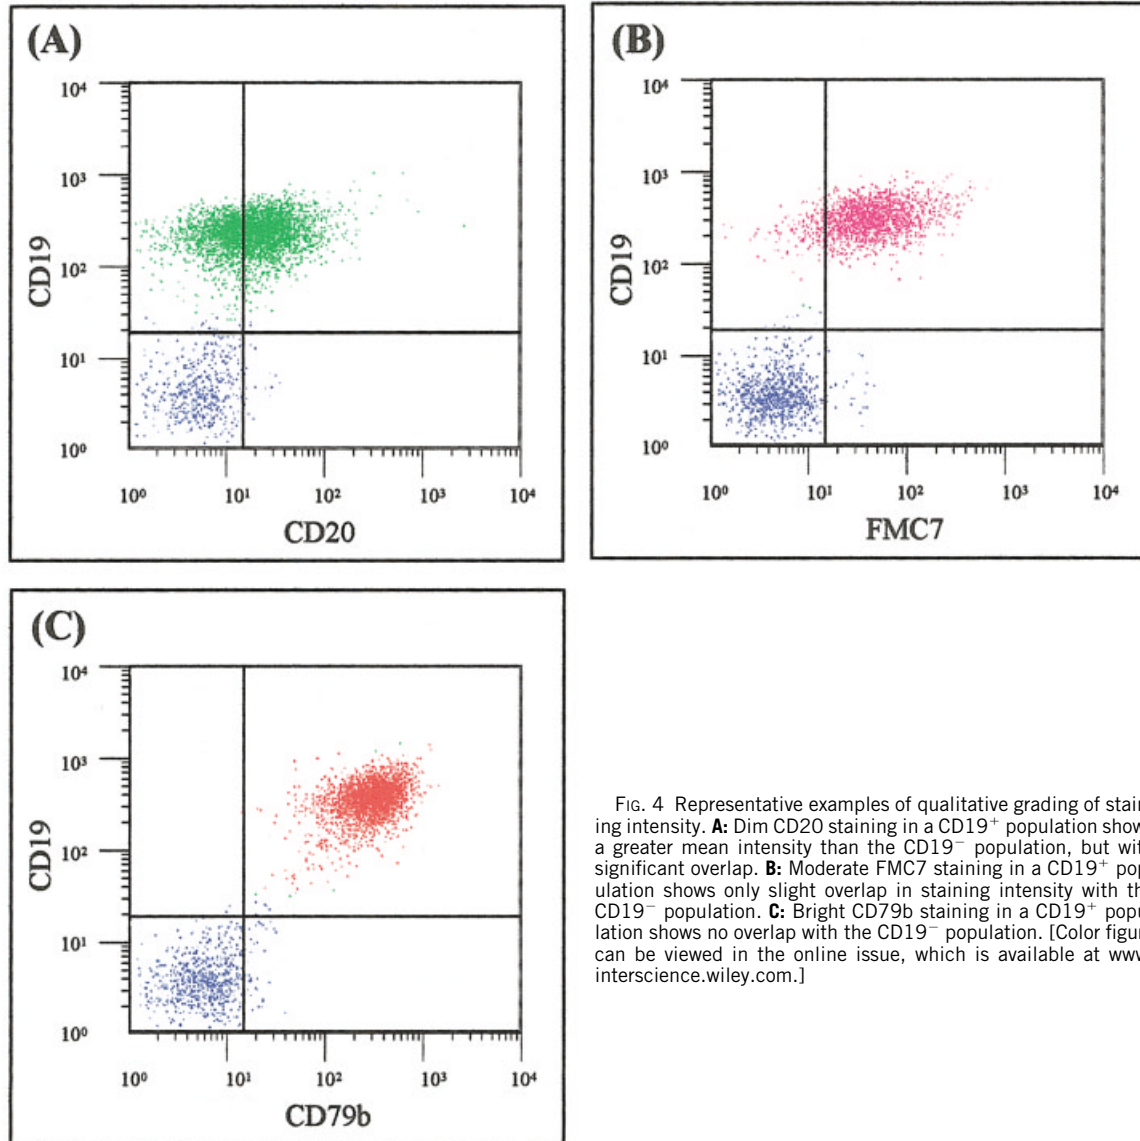 (A)
10⁴
10³
10²
10¹
10⁰
CD19
10⁰ 10¹ 10² 10³ 10⁴
CD20
(B)
10⁴
10³
10²
10¹
10⁰
CD19
10⁰ 10¹ 10² 10³ 10⁴
FMC7
(C)
10⁴
10³
10²
10¹
10⁰
CD19
10⁰ 10¹ 10² 10³ 10⁴
CD79b
FIG. 4 Representative examples of qualitative grading of stain
ing intensity. A: Dim CD20 staining in a CD19⁺ population show
a greater mean intensity than the CD19⁻ population, but wit
significant overlap. B: Moderate FMC7 staining in a CD19⁺ pop
ulation shows only slight overlap in staining intensity with th
CD19⁻ population. C: Bright CD79b staining in a CD19⁺ popu
lation shows no overlap with the CD19⁻ population. [Color figur
can be viewed in the online issue, which is available at www
interscience.wiley.com.]